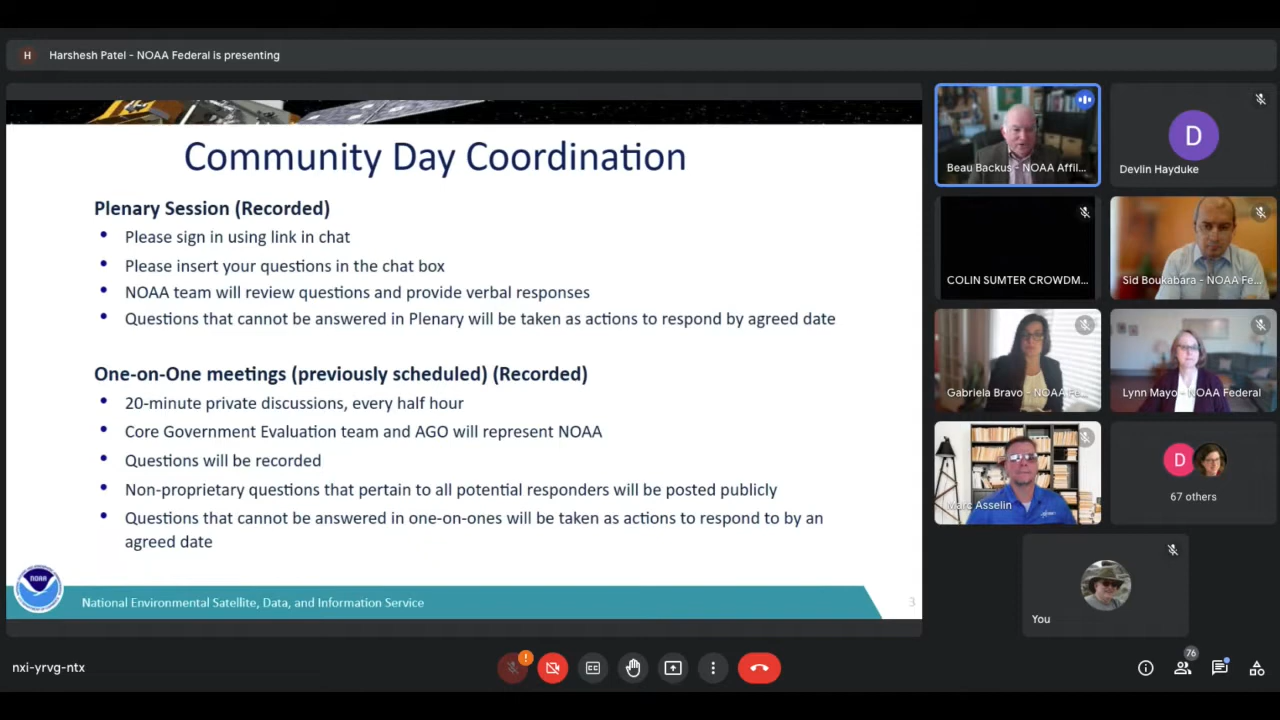 H Harshesh Patel - NOAA Federal is presenting
Community Day Coordination
Plenary Session (Recorded)
• Please sign in using link in chat
• Please insert your questions in the chat box
• NOAA team will review questions and provide verbal responses
• Questions that cannot be answered in Plenary will be taken as actions to respond by agreed date
One-on-One meetings (previously scheduled) (Recorded)
• 20-minute private discussions, every half hour
• Core Government Evaluation team and AGO will represent NOAA
• Questions will be recorded
• Non-proprietary questions that pertain to all potential responders will be posted publicly
• Questions that cannot be answered in one-on-ones will be taken as actions to respond to by an
agreed date
NOAA
National Environmental Satellite, Data, and Information Service
3
Beau Backus - NOAA Affil...
D
Devlin Hayduke
COLIN SUMTER CROWDM...
Sid Boukabara - NOAA Fe...
Gabriela Bravo - NOAA Fe...
Lynn Mayo - NOAA Federal
Marc Asselin
D
67 others
You
nxi-yrvg-ntx
!
CC
76